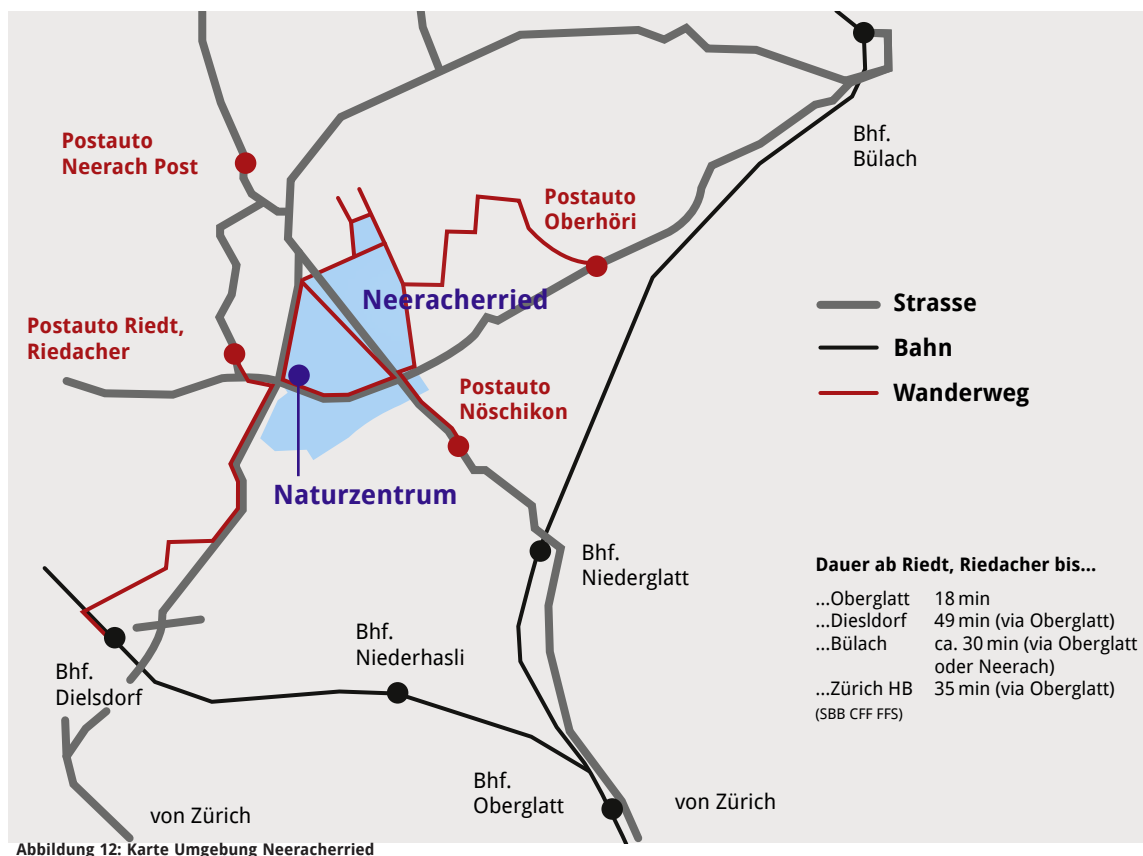 Bhf.
Bülach
Postauto
Neerach Post
Postauto
Oberhöri
Neeracherried
Strasse
Bahn
Wanderweg
Postauto Riedt,
Riedacher
Postauto
Nöschikon
Naturzentrum
Bhf.
Niederglatt
Dauer ab Riedt, Riedacher bis...
...Oberglatt 18 min
...Diesldorf 49 min (via Oberglatt)
...Bülach ca. 30 min (via Oberglatt
oder Neerach)
...Zürich HB 35 min (via Oberglatt)
(SBB CFF FFS)
Bhf.
Niederhasli
Bhf.
Dielsdorf
Bhf.
Oberglatt
von Zürich
von Zürich
Abbildung 12: Karte Umgebung Neeracherried